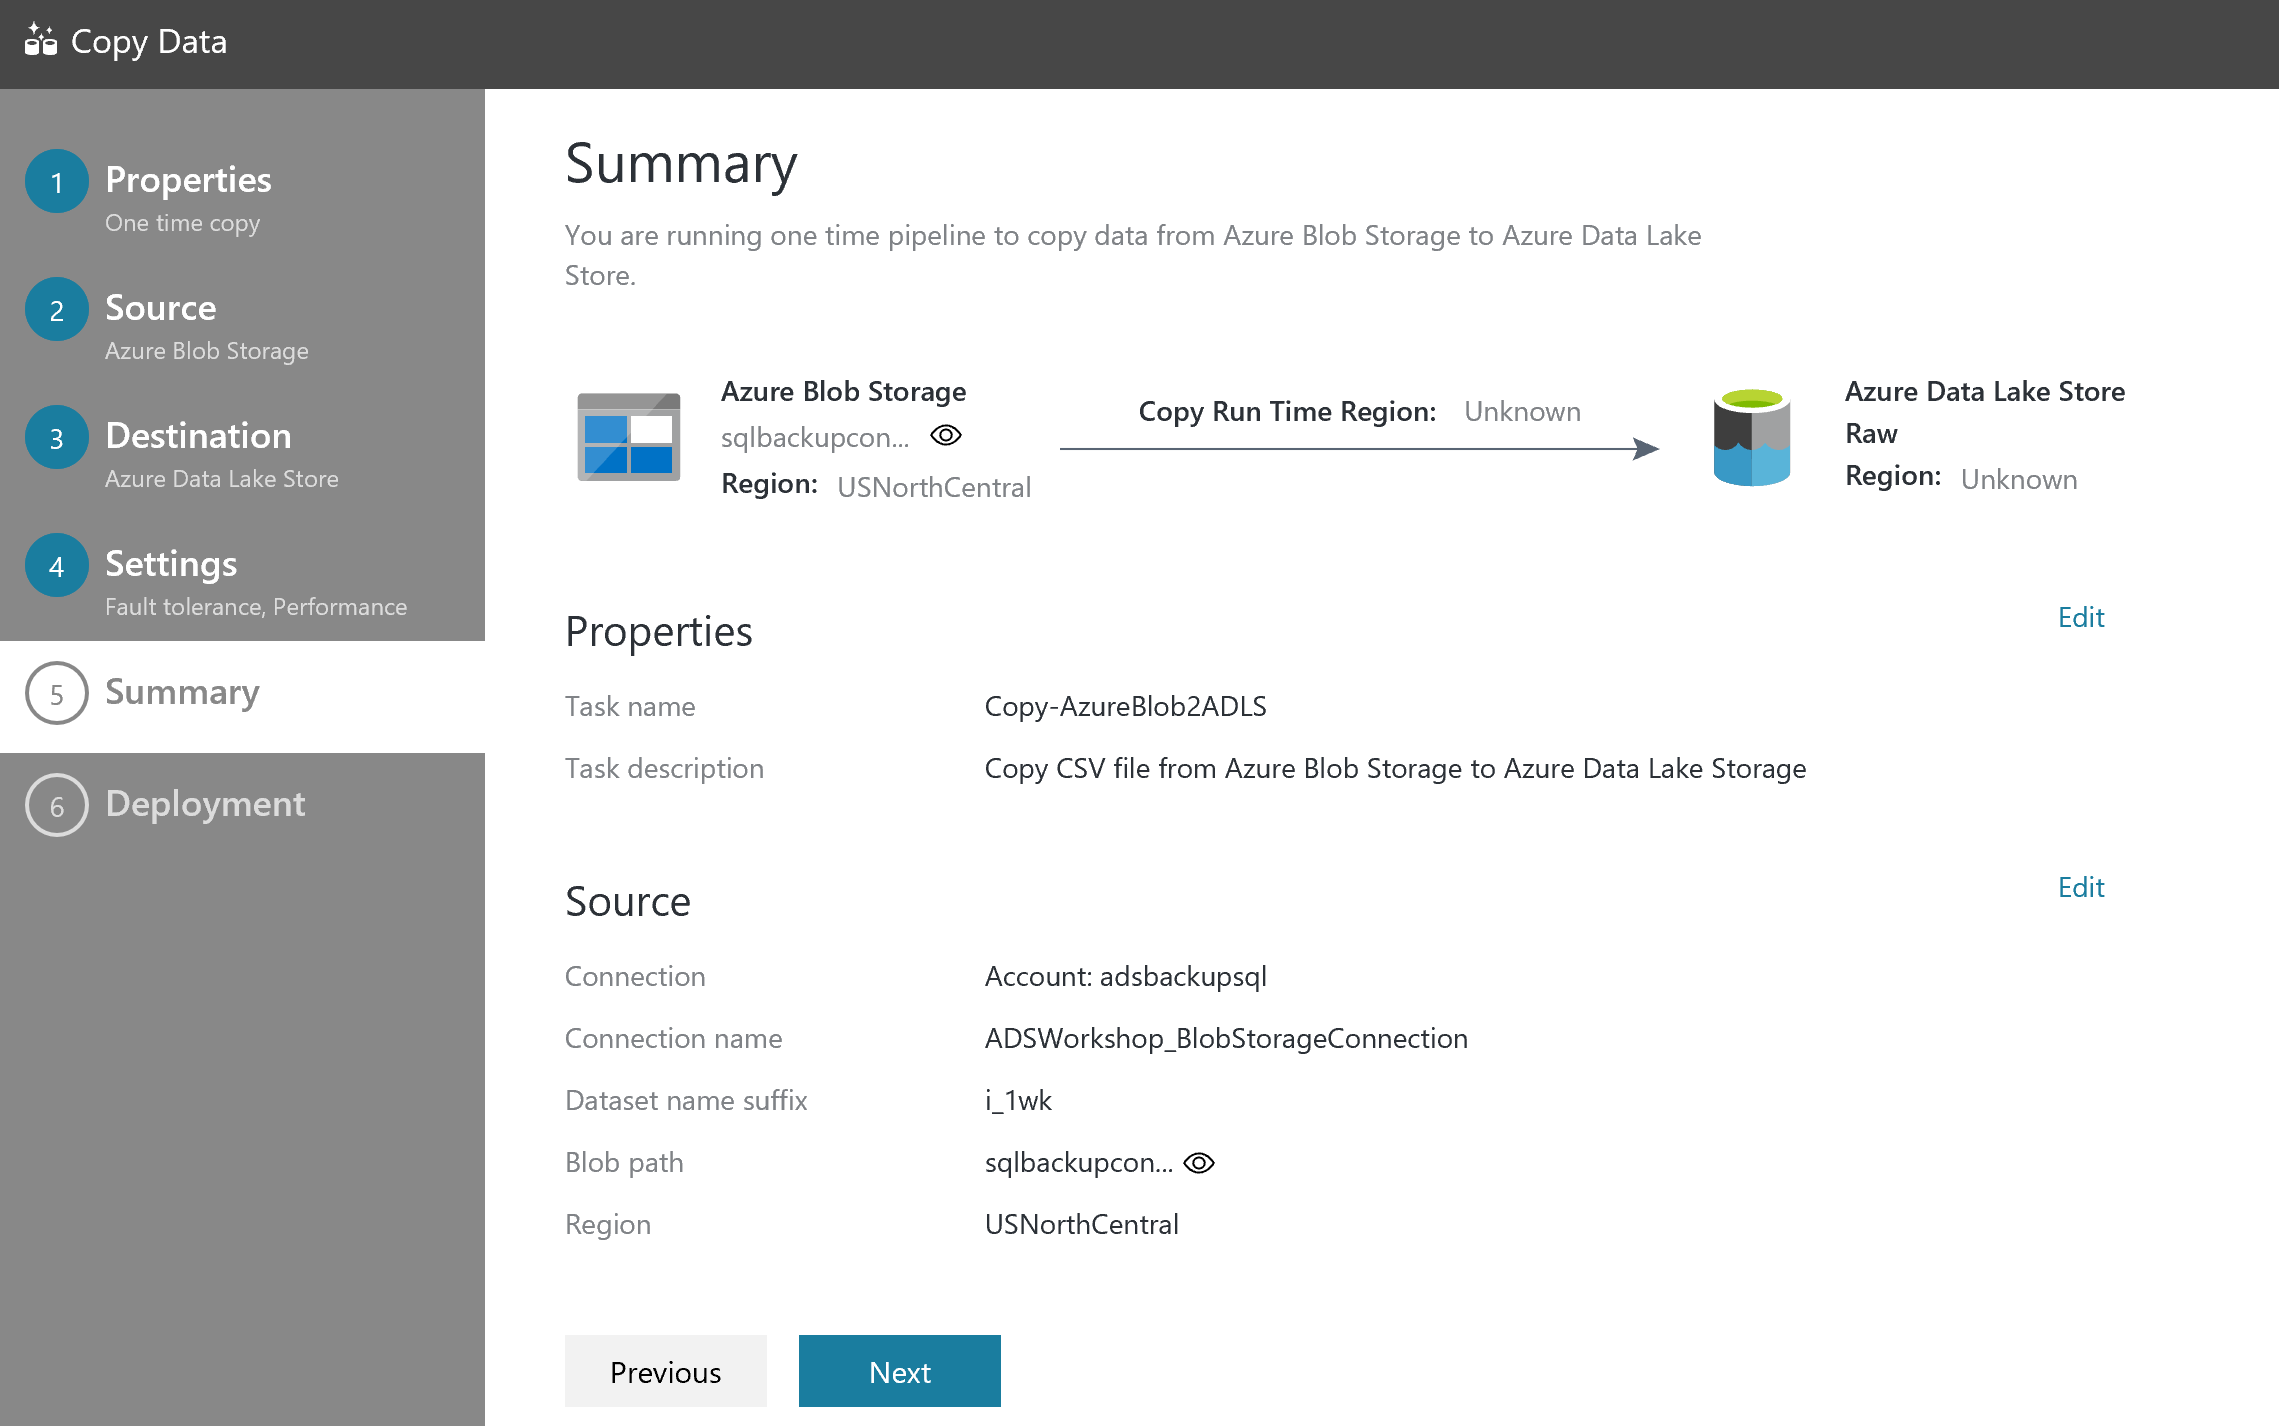 Copy Data
1 Properties
One time copy
2 Source
Azure Blob Storage
3 Destination
Azure Data Lake Store
4 Settings
Fault tolerance, Performance
5 Summary
6 Deployment
Summary
You are running one time pipeline to copy data from Azure Blob Storage to Azure Data Lake
Store.
Azure Blob Storage
sqlbackupcon...
Region: USNorthCentral
Copy Run Time Region: Unknown
Azure Data Lake Store
Raw
Region: Unknown
Properties Edit
Task name Copy-AzureBlob2ADLS
Task description Copy CSV file from Azure Blob Storage to Azure Data Lake Storage
Source Edit
Connection Account: adsbackupsql
Connection name ADSWorkshop_BlobStorageConnection
Dataset name suffix i_1wk
Blob path sqlbackupcon...
Region USNorthCentral
Previous Next